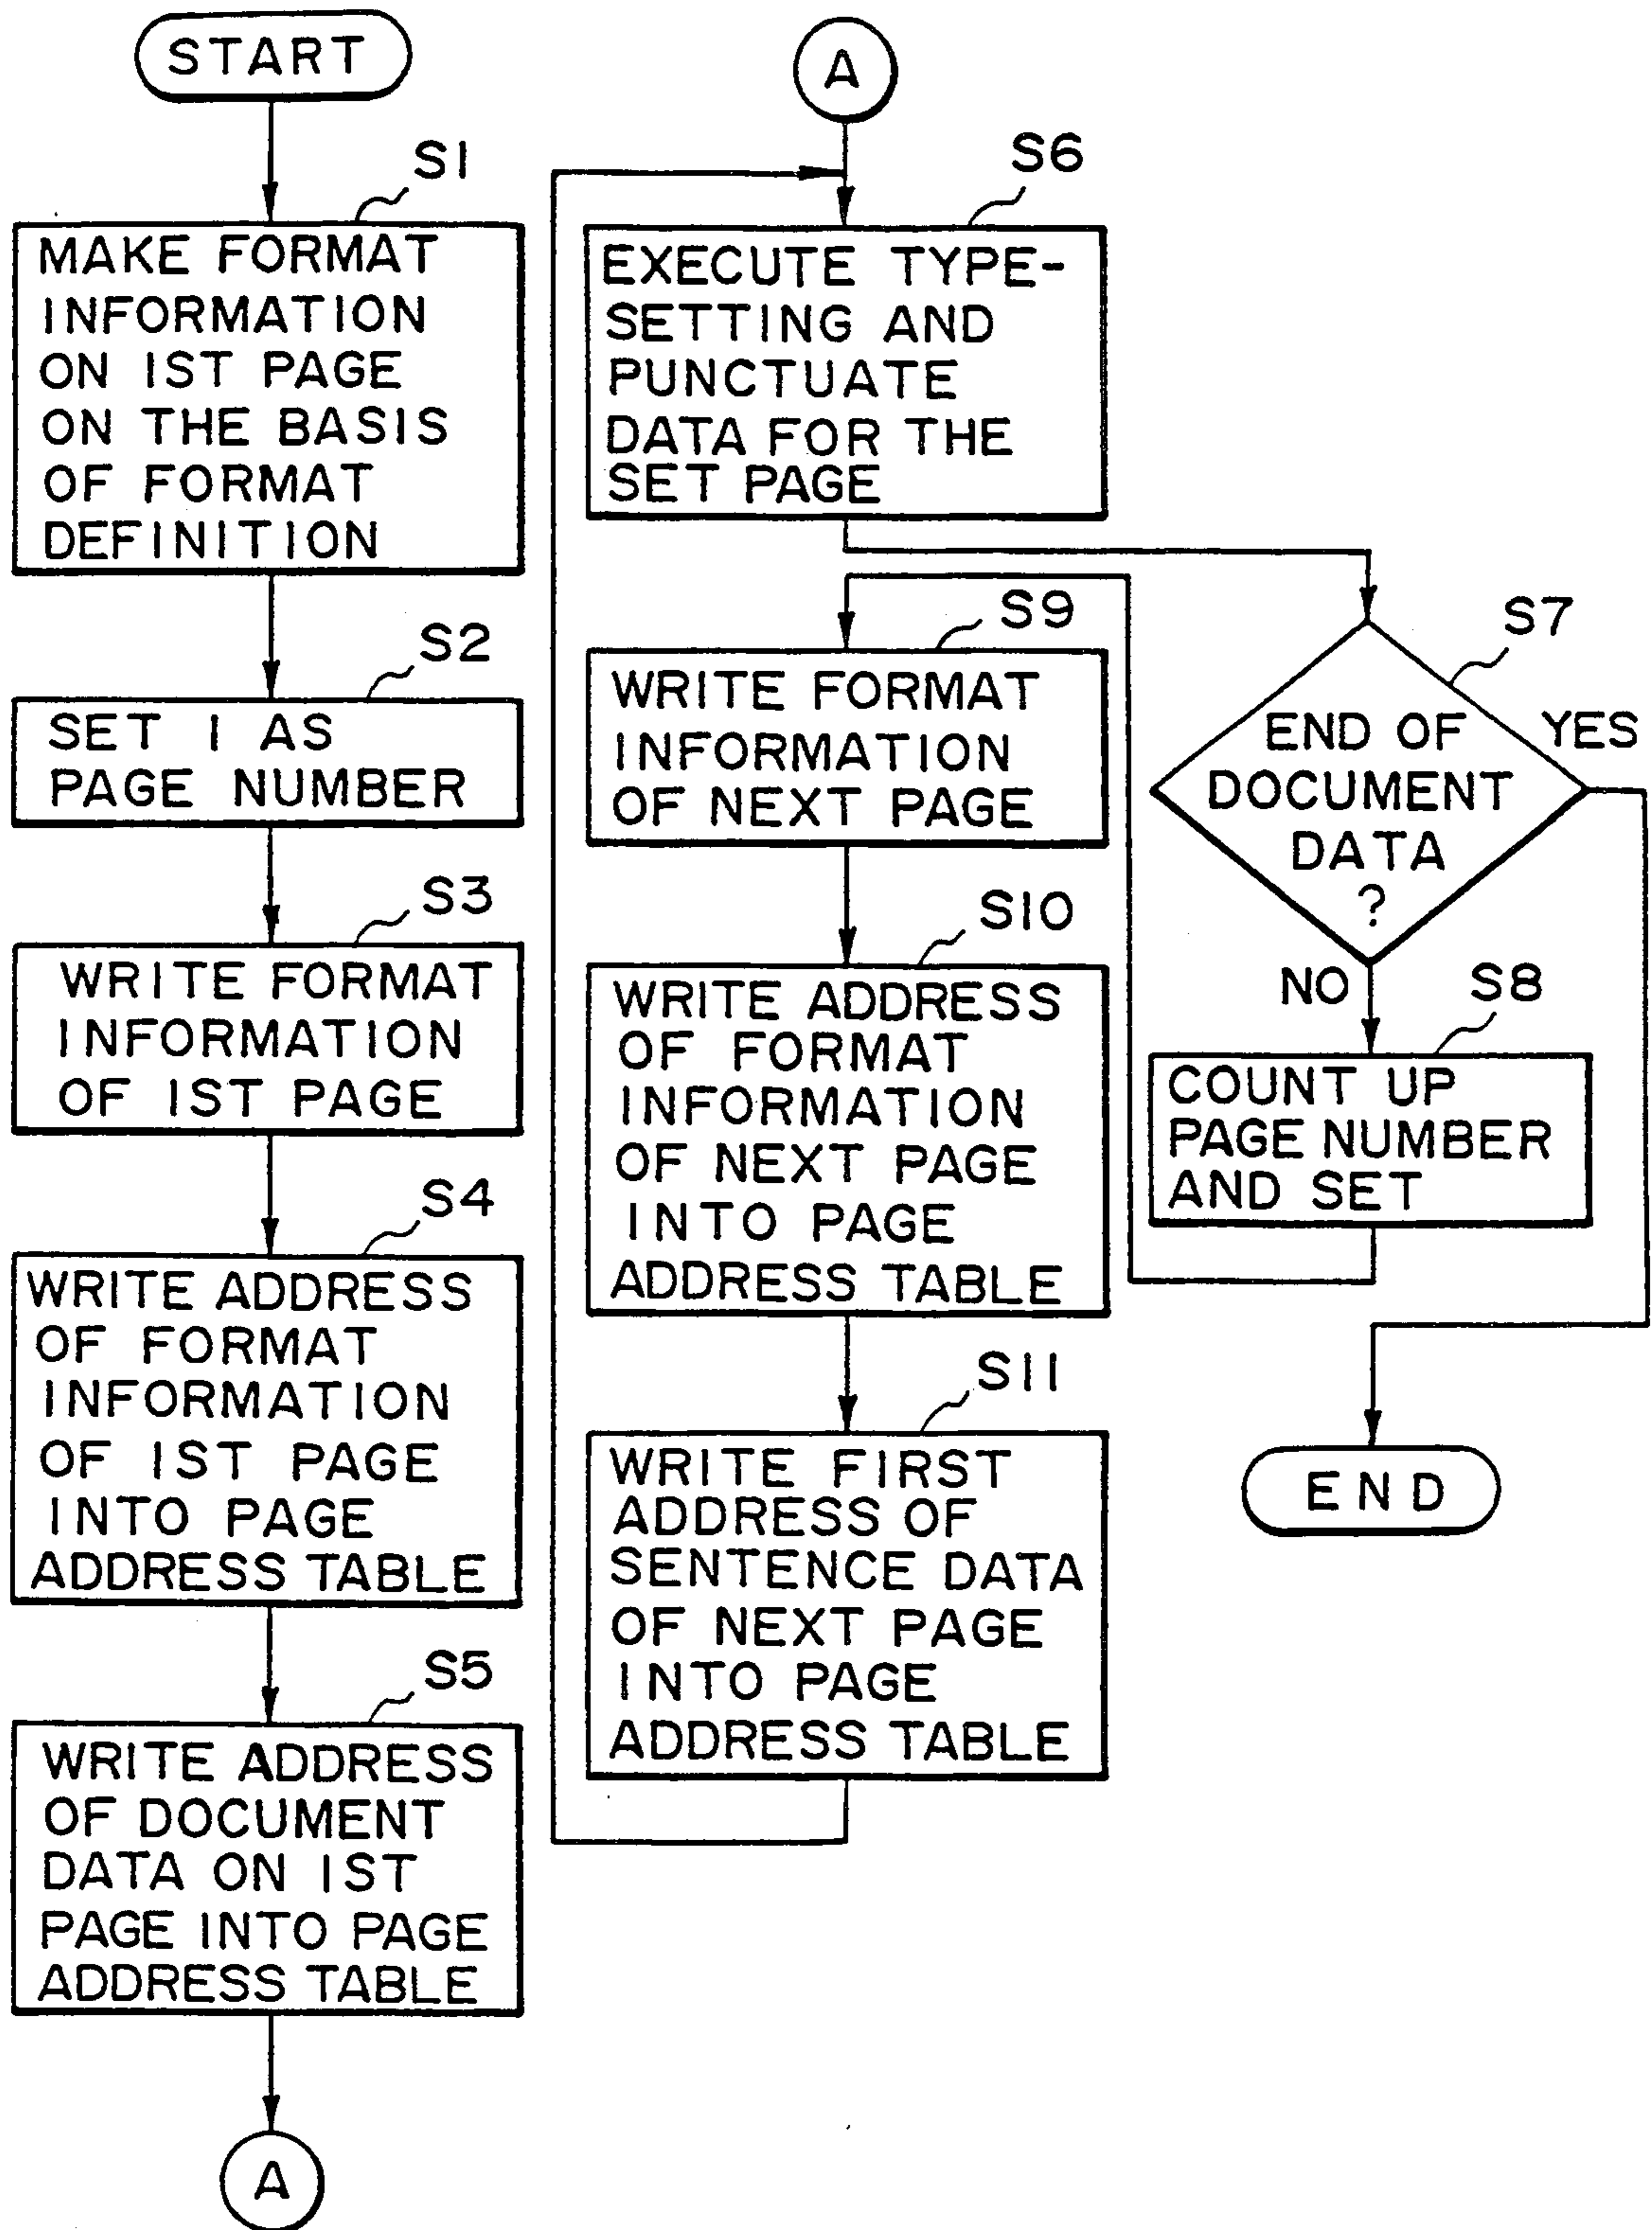 START
S1
MAKE FORMAT
INFORMATION
ON 1ST PAGE
ON THE BASIS
OF FORMAT
DEFINITION
S2
SET 1 AS
PAGE NUMBER
S3
WRITE FORMAT
INFORMATION
OF 1ST PAGE
S4
WRITE ADDRESS
OF FORMAT
INFORMATION
OF 1ST PAGE
INTO PAGE
ADDRESS TABLE
S5
WRITE ADDRESS
OF DOCUMENT
DATA ON 1ST
PAGE INTO PAGE
ADDRESS TABLE
A
A
S6
EXECUTE TYPE-
SETTING AND
PUNCTUATE
DATA FOR THE
SET PAGE
S7
END OF
DOCUMENT
DATA
?
YES
NO
S8
COUNT UP
PAGE NUMBER
AND SET
S9
WRITE FORMAT
INFORMATION
OF NEXT PAGE
S10
WRITE ADDRESS
OF FORMAT
INFORMATION
OF NEXT PAGE
INTO PAGE
ADDRESS TABLE
S11
WRITE FIRST
ADDRESS OF
SENTENCE DATA
OF NEXT PAGE
INTO PAGE
ADDRESS TABLE
END